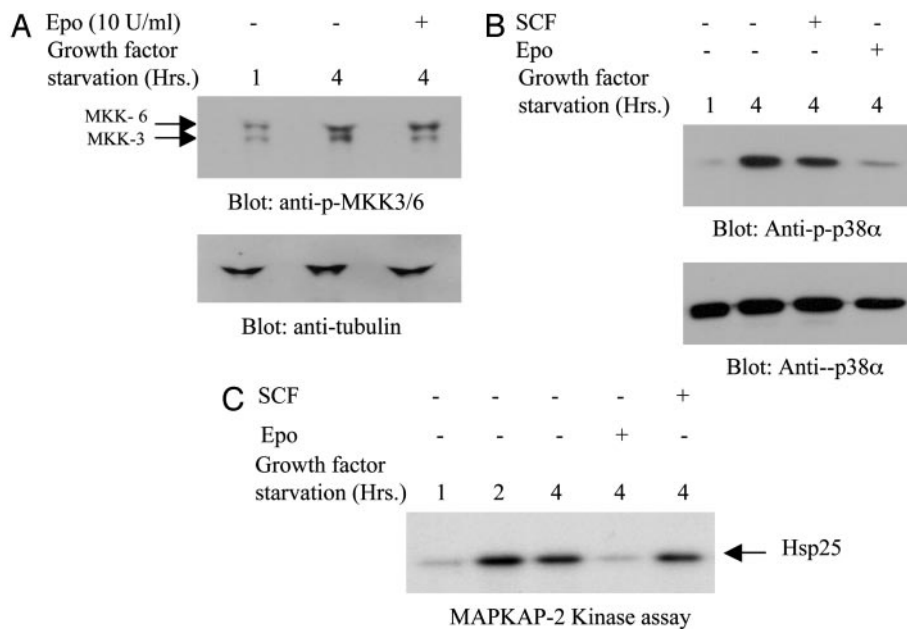 A Epo (10 U/ml) - - +
Growth factor
starvation (Hrs.) 1 4 4
MKK- 6
MKK-3
Blot: anti-p-MKK3/6
Blot: anti-tubulin
B SCF - - + -
Epo - - - +
Growth factor
starvation (Hrs.) 1 4 4 4
Blot: Anti-p-p38α
Blot: Anti--p38α
C SCF - - - - +
Epo - - - + -
Growth factor
starvation (Hrs.) 1 2 4 4 4
Hsp25
MAPKAP-2 Kinase assay